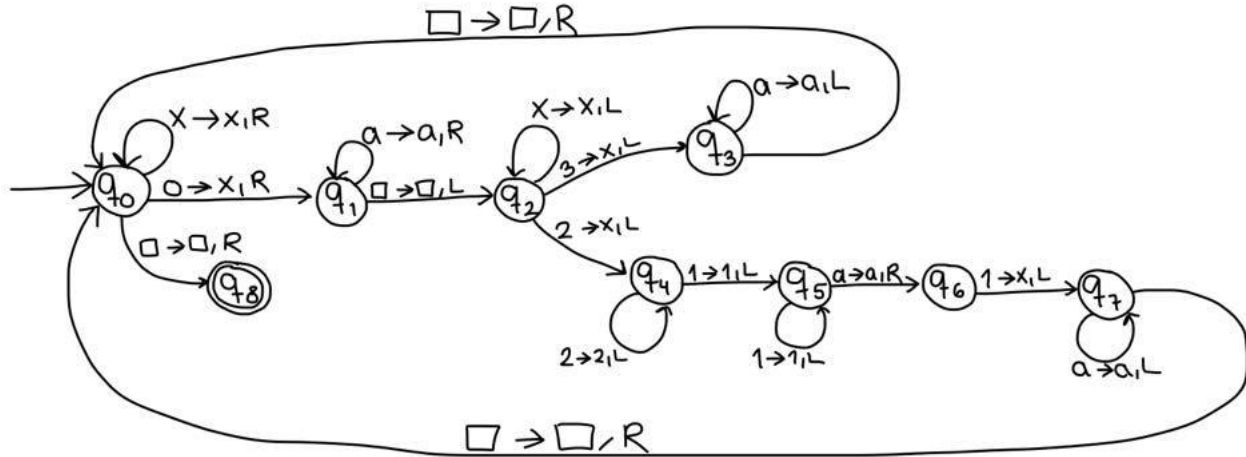 □ → □, R
x → x, R
a → a, R
x → x, L
a → a, L
q0
0 → x, R
q1
□ → □, L
q2
3 → x, L
q3
□ → □, R
q8
2 → x, L
q4
1 → 1, L
q5
a → a, R
q6
1 → x, L
q7
2 → 2, L
1 → 1, L
a → a, L
□ → □, R